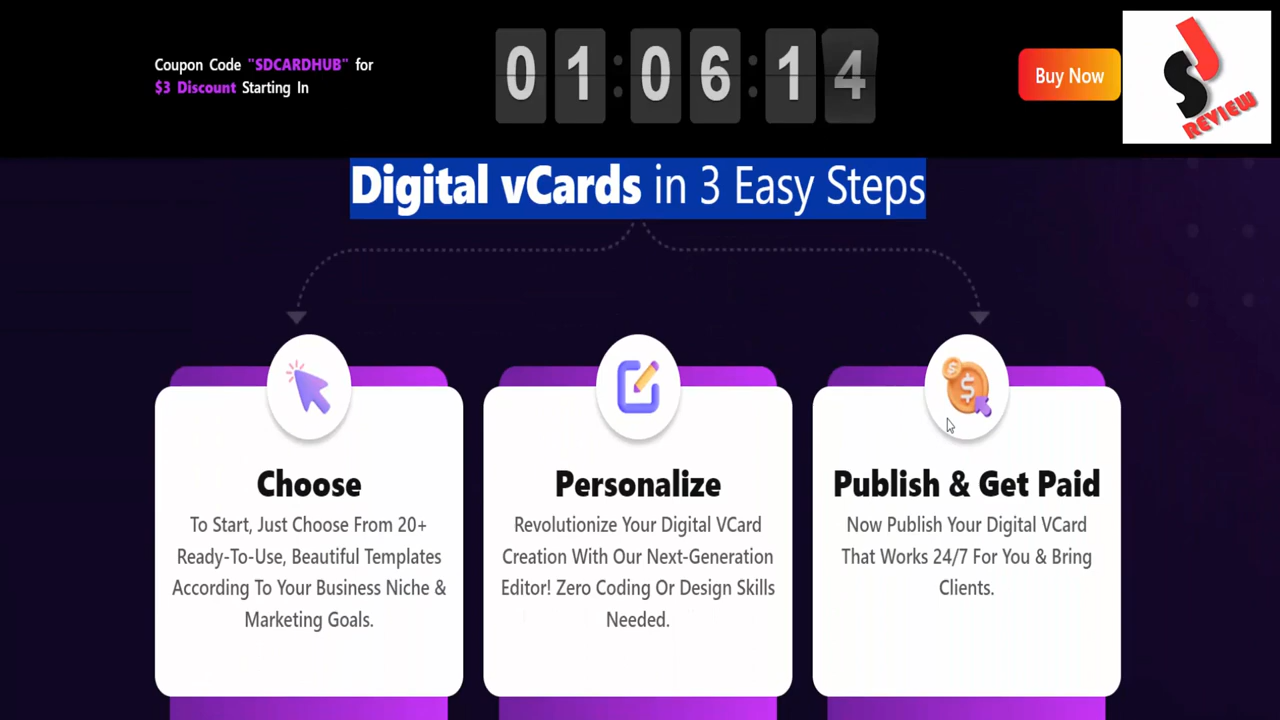 Coupon Code "SDCARDHUB" for
$3 Discount Starting In
01:06:14
Buy Now
SJ
REVIEW
Digital vCards in 3 Easy Steps
Choose
To Start, Just Choose From 20+
Ready-To-Use, Beautiful Templates
According To Your Business Niche &
Marketing Goals.
Personalize
Revolutionize Your Digital VCard
Creation With Our Next-Generation
Editor! Zero Coding Or Design Skills
Needed.
Publish & Get Paid
Now Publish Your Digital VCard
That Works 24/7 For You & Bring
Clients.